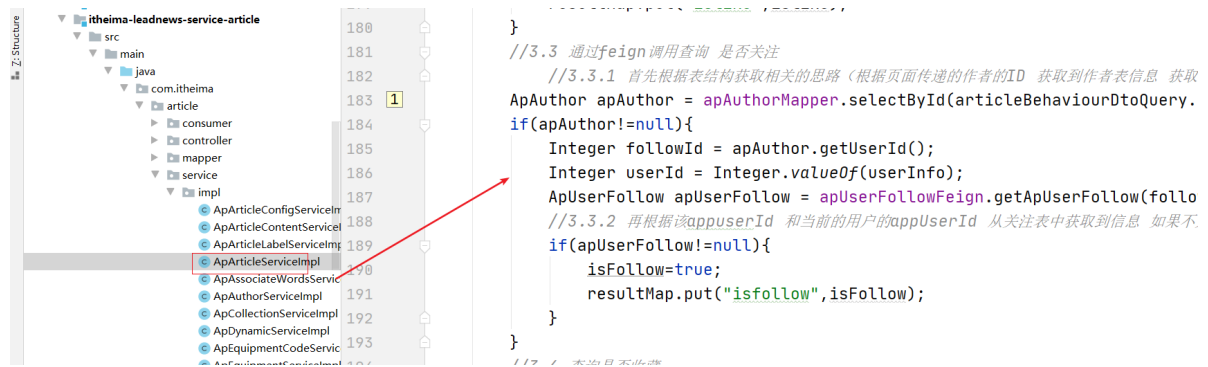 Z: Structure
itheima-leadnews-service-article
src
main
java
com.itheima
article
consumer
controller
mapper
service
impl
ApArticleConfigServiceIm
ApArticleContentServiceI
ApArticleLabelServiceImp
ApArticleServiceImpl
ApAssociateWordsServic
ApAuthorServiceImpl
ApCollectionServiceImpl
ApDynamicServiceImpl
ApEquipmentCodeServic
ApEquipmentServiceImpl
180 }
181 //3.3 通过feign调用查询 是否关注
182 //3.3.1 首先根据表结构获取相关的思路（根据页面传递的作者的ID 获取到作者表信息 获取
183 1 ApAuthor apAuthor = apAuthorMapper.selectById(articleBehaviourDtoQuery.
184 if(apAuthor!=null){
185 Integer followId = apAuthor.getUserId();
186 Integer userId = Integer.valueOf(userInfo);
187 ApUserFollow apUserFollow = apUserFollowFeign.getApUserFollow(follo
188 //3.3.2 再根据该appuserId 和当前的用户的appUserId 从关注表中获取到信息 如果不
189 if(apUserFollow!=null){
190 isFollow=true;
191 resultMap.put("isfollow",isFollow);
192 }
193 }